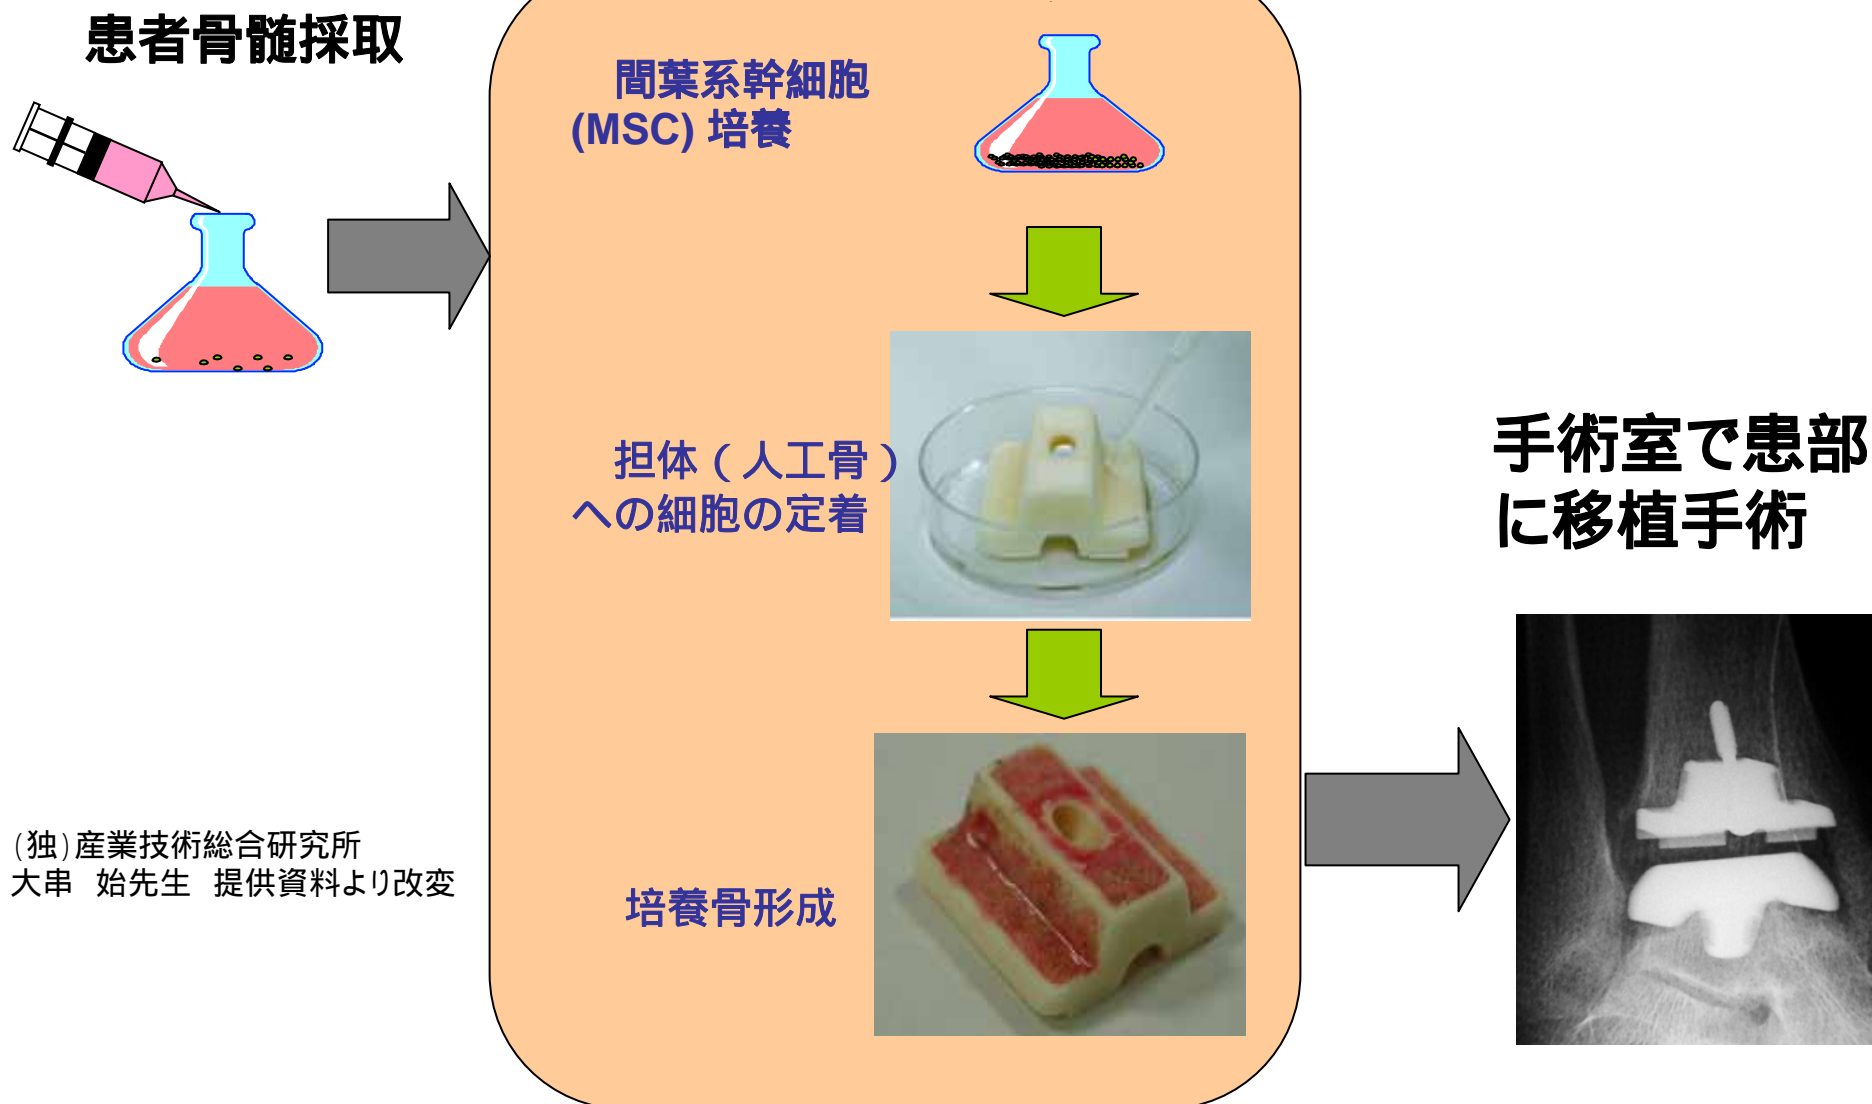 患者骨髄採取
間葉系幹細胞
(MSC) 培養
担体（人工骨）
への細胞の定着
培養骨形成
手術室で患部
に移植手術
(独)産業技術総合研究所
大串　始先生　提供資料より改変